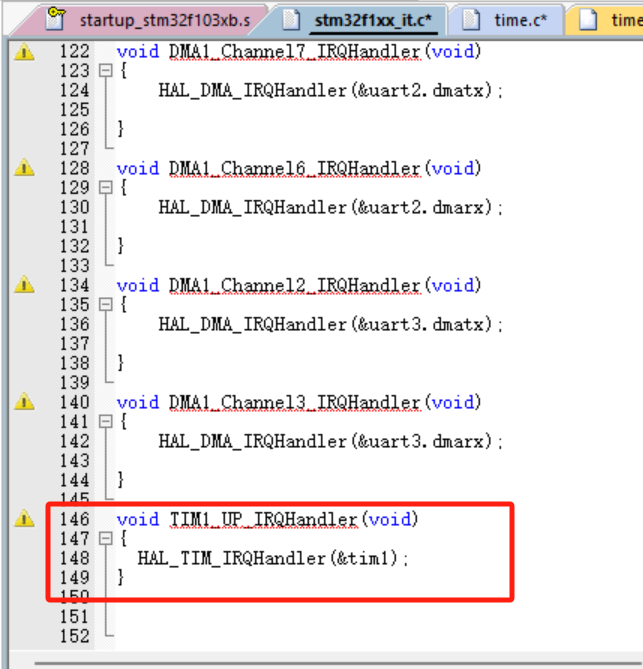 startup_stm32f103xb.s stm32f1xx_it.c* time.c* time
122 void DMA1_Channel7_IRQHandler(void)
123 {
124 HAL_DMA_IRQHandler(&uart2.dmatx);
125
126 }
127
128 void DMA1_Channel6_IRQHandler(void)
129 {
130 HAL_DMA_IRQHandler(&uart2.dmarx);
131
132 }
133
134 void DMA1_Channel2_IRQHandler(void)
135 {
136 HAL_DMA_IRQHandler(&uart3.dmatx);
137
138 }
139
140 void DMA1_Channel3_IRQHandler(void)
141 {
142 HAL_DMA_IRQHandler(&uart3.dmarx);
143
144 }
145
146 void TIM1_UP_IRQHandler(void)
147 {
148 HAL_TIM_IRQHandler(&tim1);
149 }
150
151
152